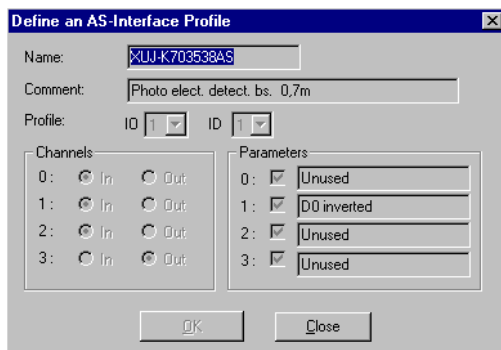 Define an AS-Interface Profile
Name: XUJ-K703538AS
Comment: Photo elect. detect. bs. 0,7m
Profile: IO 1 ID 1
Channels
0: In Out
1: In Out
2: In Out
3: In Out
Parameters
0: Unused
1: D0 inverted
2: Unused
3: Unused
OK Close